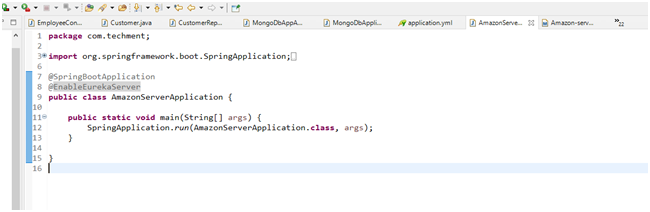 EmployeeCon...
Customer.java
CustomerRep...
MongoDbAppA...
MongoDbAppli...
application.yml
AmazonServe...
Amazon-serv...
»22
1 package com.techment;
2
3 import org.springframework.boot.SpringApplication;
6
7 @SpringBootApplication
8 @EnableEurekaServer
9 public class AmazonServerApplication {
10
11 public static void main(String[] args) {
12 SpringApplication.run(AmazonServerApplication.class, args);
13 }
14
15 }
16